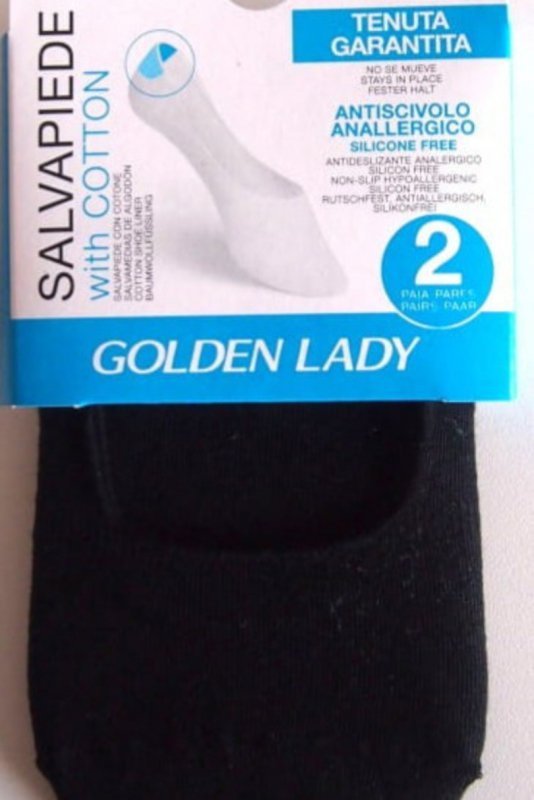 SALVAPIEDE
with COTTON
SALVAPIEDE CON COTONE
SALVAMEDIAS DE ALGODÓN
COTTON SHOE LINER
BAUMWOLLFÜSSLING
TENUTA
GARANTITA
NO SE MUEVE
STAYS IN PLACE
FESTER HALT
ANTISCIVOLO
ANALLERGICO
SILICONE FREE
ANTIDESLIZANTE ANALERGICO
SILICON FREE
NON-SLIP HYPOALLERGENIC
SILICON FREE
RUTSCHFEST, ANTIALLERGISCH,
SILIKONFREI
2
PAIA-PARES
PAIRS-PAAR
GOLDEN LADY